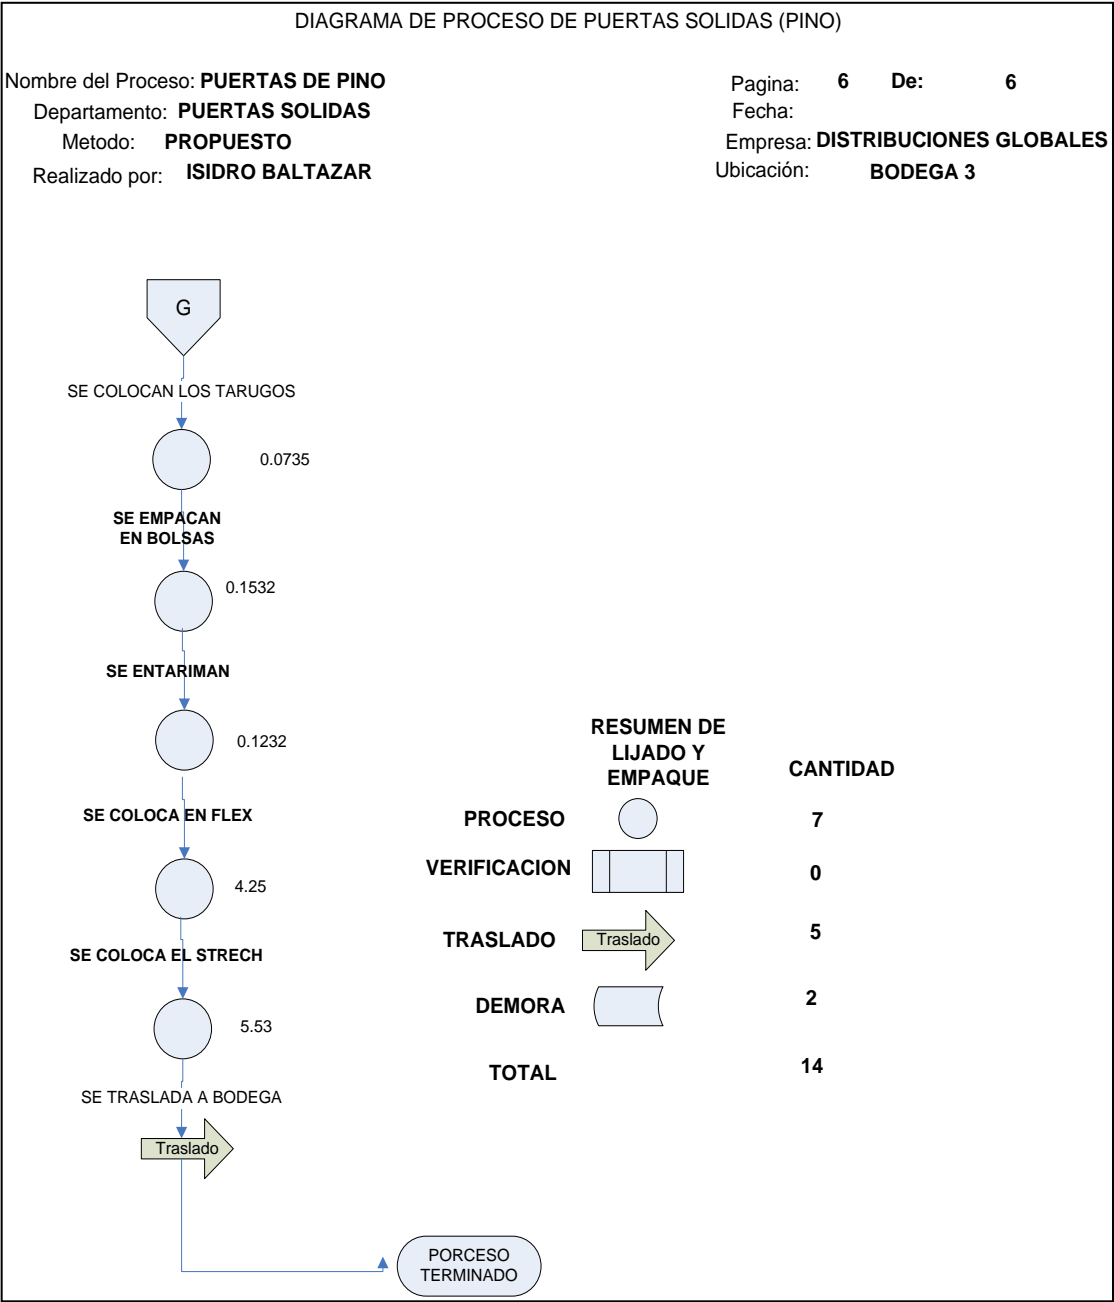 DIAGRAMA DE PROCESO DE PUERTAS SOLIDAS (PINO)
Nombre del Proceso: PUERTAS DE PINO
Departamento: PUERTAS SOLIDAS
Metodo: PROPUESTO
Realizado por: ISIDRO BALTAZAR
Pagina: 6 De: 6
Fecha:
Empresa: DISTRIBUCIONES GLOBALES
Ubicación: BODEGA 3
G
SE COLOCAN LOS TARUGOS
0.0735
SE EMPACAN
EN BOLSAS
0.1532
SE ENTARIMAN
0.1232
SE COLOCA EN FLEX
4.25
SE COLOCA EL STRECH
5.53
SE TRASLADA A BODEGA
Traslado
PORCESO
TERMINADO
RESUMEN DE
LIJADO Y
EMPAQUE
CANTIDAD
PROCESO 7
VERIFICACION 0
TRASLADO Traslado 5
DEMORA 2
TOTAL 14